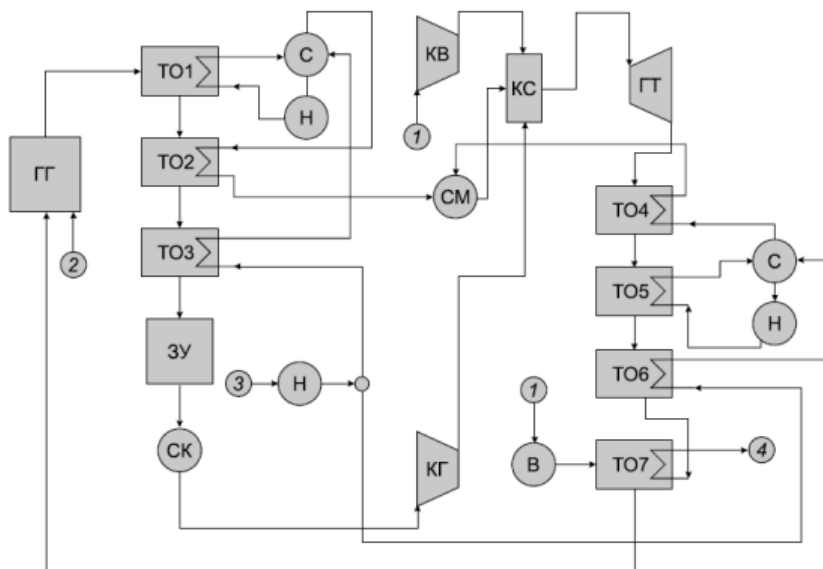 ТО1
С
КВ
КС
ГТ
Н
1
ГГ
ТО2
СМ
ТО4
2
ТО3
С
ТО5
Н
ЗУ
3
Н
1
ТО6
СК
КГ
В
ТО7
4